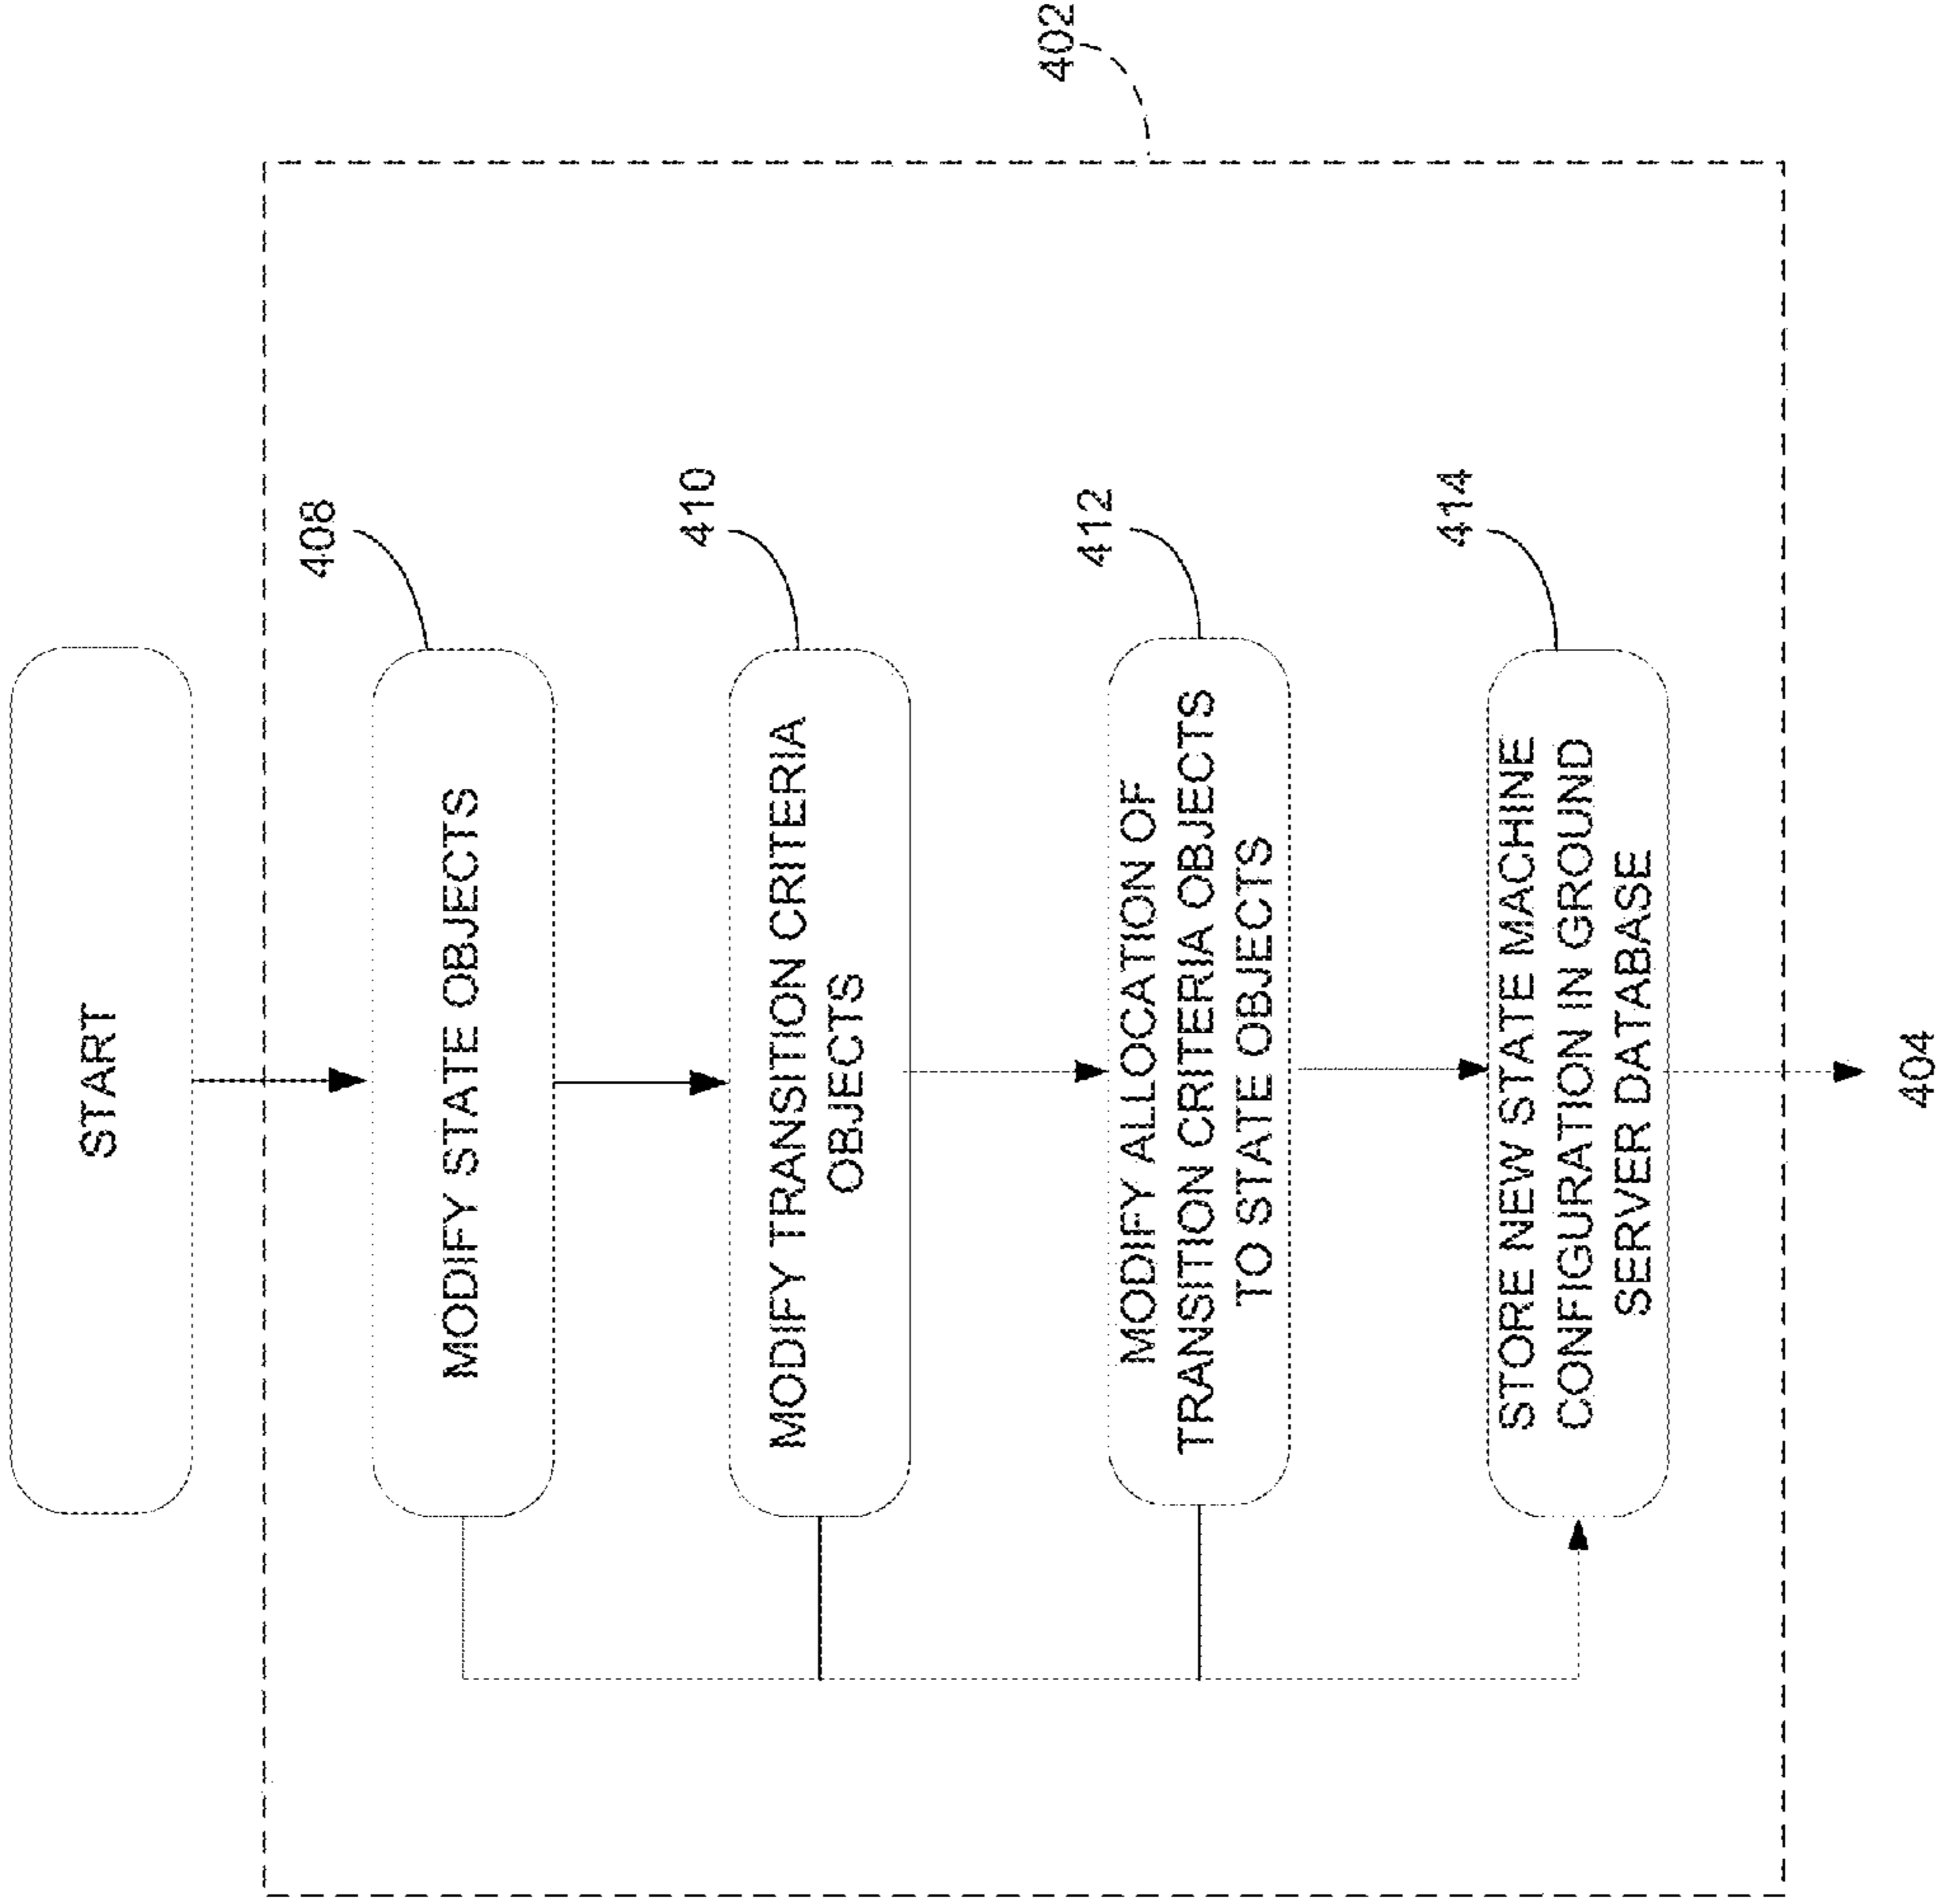 START
402
408
MODIFY STATE OBJECTS
410
MODIFY TRANSITION CRITERIA
OBJECTS
412
MODIFY ALLOCATION OF
TRANSITION CRITERIA OBJECTS
TO STATE OBJECTS
414
STORE NEW STATE MACHINE
CONFIGURATION IN GROUND
SERVER DATABASE
404